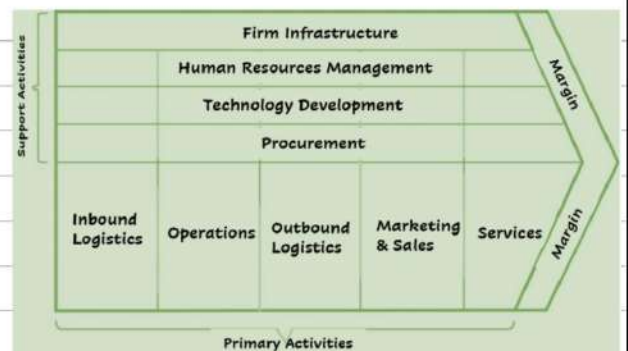 Support Activities
Firm Infrastructure
Human Resources Management
Technology Development
Procurement
Margin
Inbound
Logistics
Operations
Outbound
Logistics
Marketing
& Sales
Services
Margin
Primary Activities